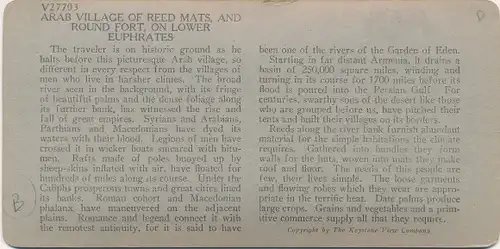 V27793
ARAB VILLAGE OF REED MATS, AND
ROUND FORT, ON LOWER
EUPHRATES
The traveler is on historic ground as he
halts before this picturesque Arab village, so
different in every respect from the villages of
men who live in harsher climes. The broad
river seen in the background, with its fringe
of beautiful palms and the dense foliage along
its further bank, has witnessed the rise and
fall of great empires. Syrians and Arabians,
Parthians and Macedonians have dyed its
waters with their blood. Legions of men have
crossed it in wicker boats smeared with bitu-
men. Rafts made of poles buoyed up by
sheep-skins inflated with air, have floated for
hundreds of miles along its course. Under the
Caliphs prosperous towns and great cities lined
its banks. Roman cohort and Macedonian
phalanx have maneuvered on the adjacent
plains. Romance and legend connect it with
the remotest antiquity, for it is said to have
been one of the rivers of the Garden of Eden.
Starting in far distant Armenia, it drains a
basin of 250,000 square miles, winding and
turning in its course for 1700 miles before its
flood is poured into the Persian Gulf. For
centuries, swarthy sons of the desert like those
who are grouped before us, have pitched their
tents and built their villages on its borders.
Reeds along the river bank furnish abundant
material for the simple habitations the climate
requires. Gathered into bundles they form
walls for the huts, woven into mats they make
roof and floor. The needs of this people are
few, their lives simple. The loose garments
and flowing robes which they wear are appro-
priate in the terrific heat. Date palms produce
large crops. Grains and vegetables and a primi-
tive commerce supply all that they require.
Copyright by The Keystone View Company
B
D